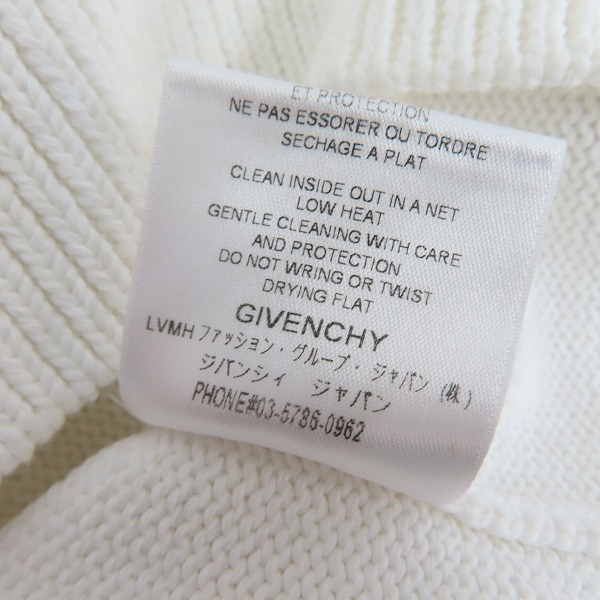 ET PROTECTION
NE PAS ESSORER OU TORDRE
SECHAGE A PLAT
CLEAN INSIDE OUT IN A NET
LOW HEAT
GENTLE CLEANING WITH CARE
AND PROTECTION
DO NOT WRING OR TWIST
DRYING FLAT
GIVENCHY
LVMH ファッション・グループ・ジャパン (株)
ジバンシィ ジャパン
PHONE#03-5786-0962